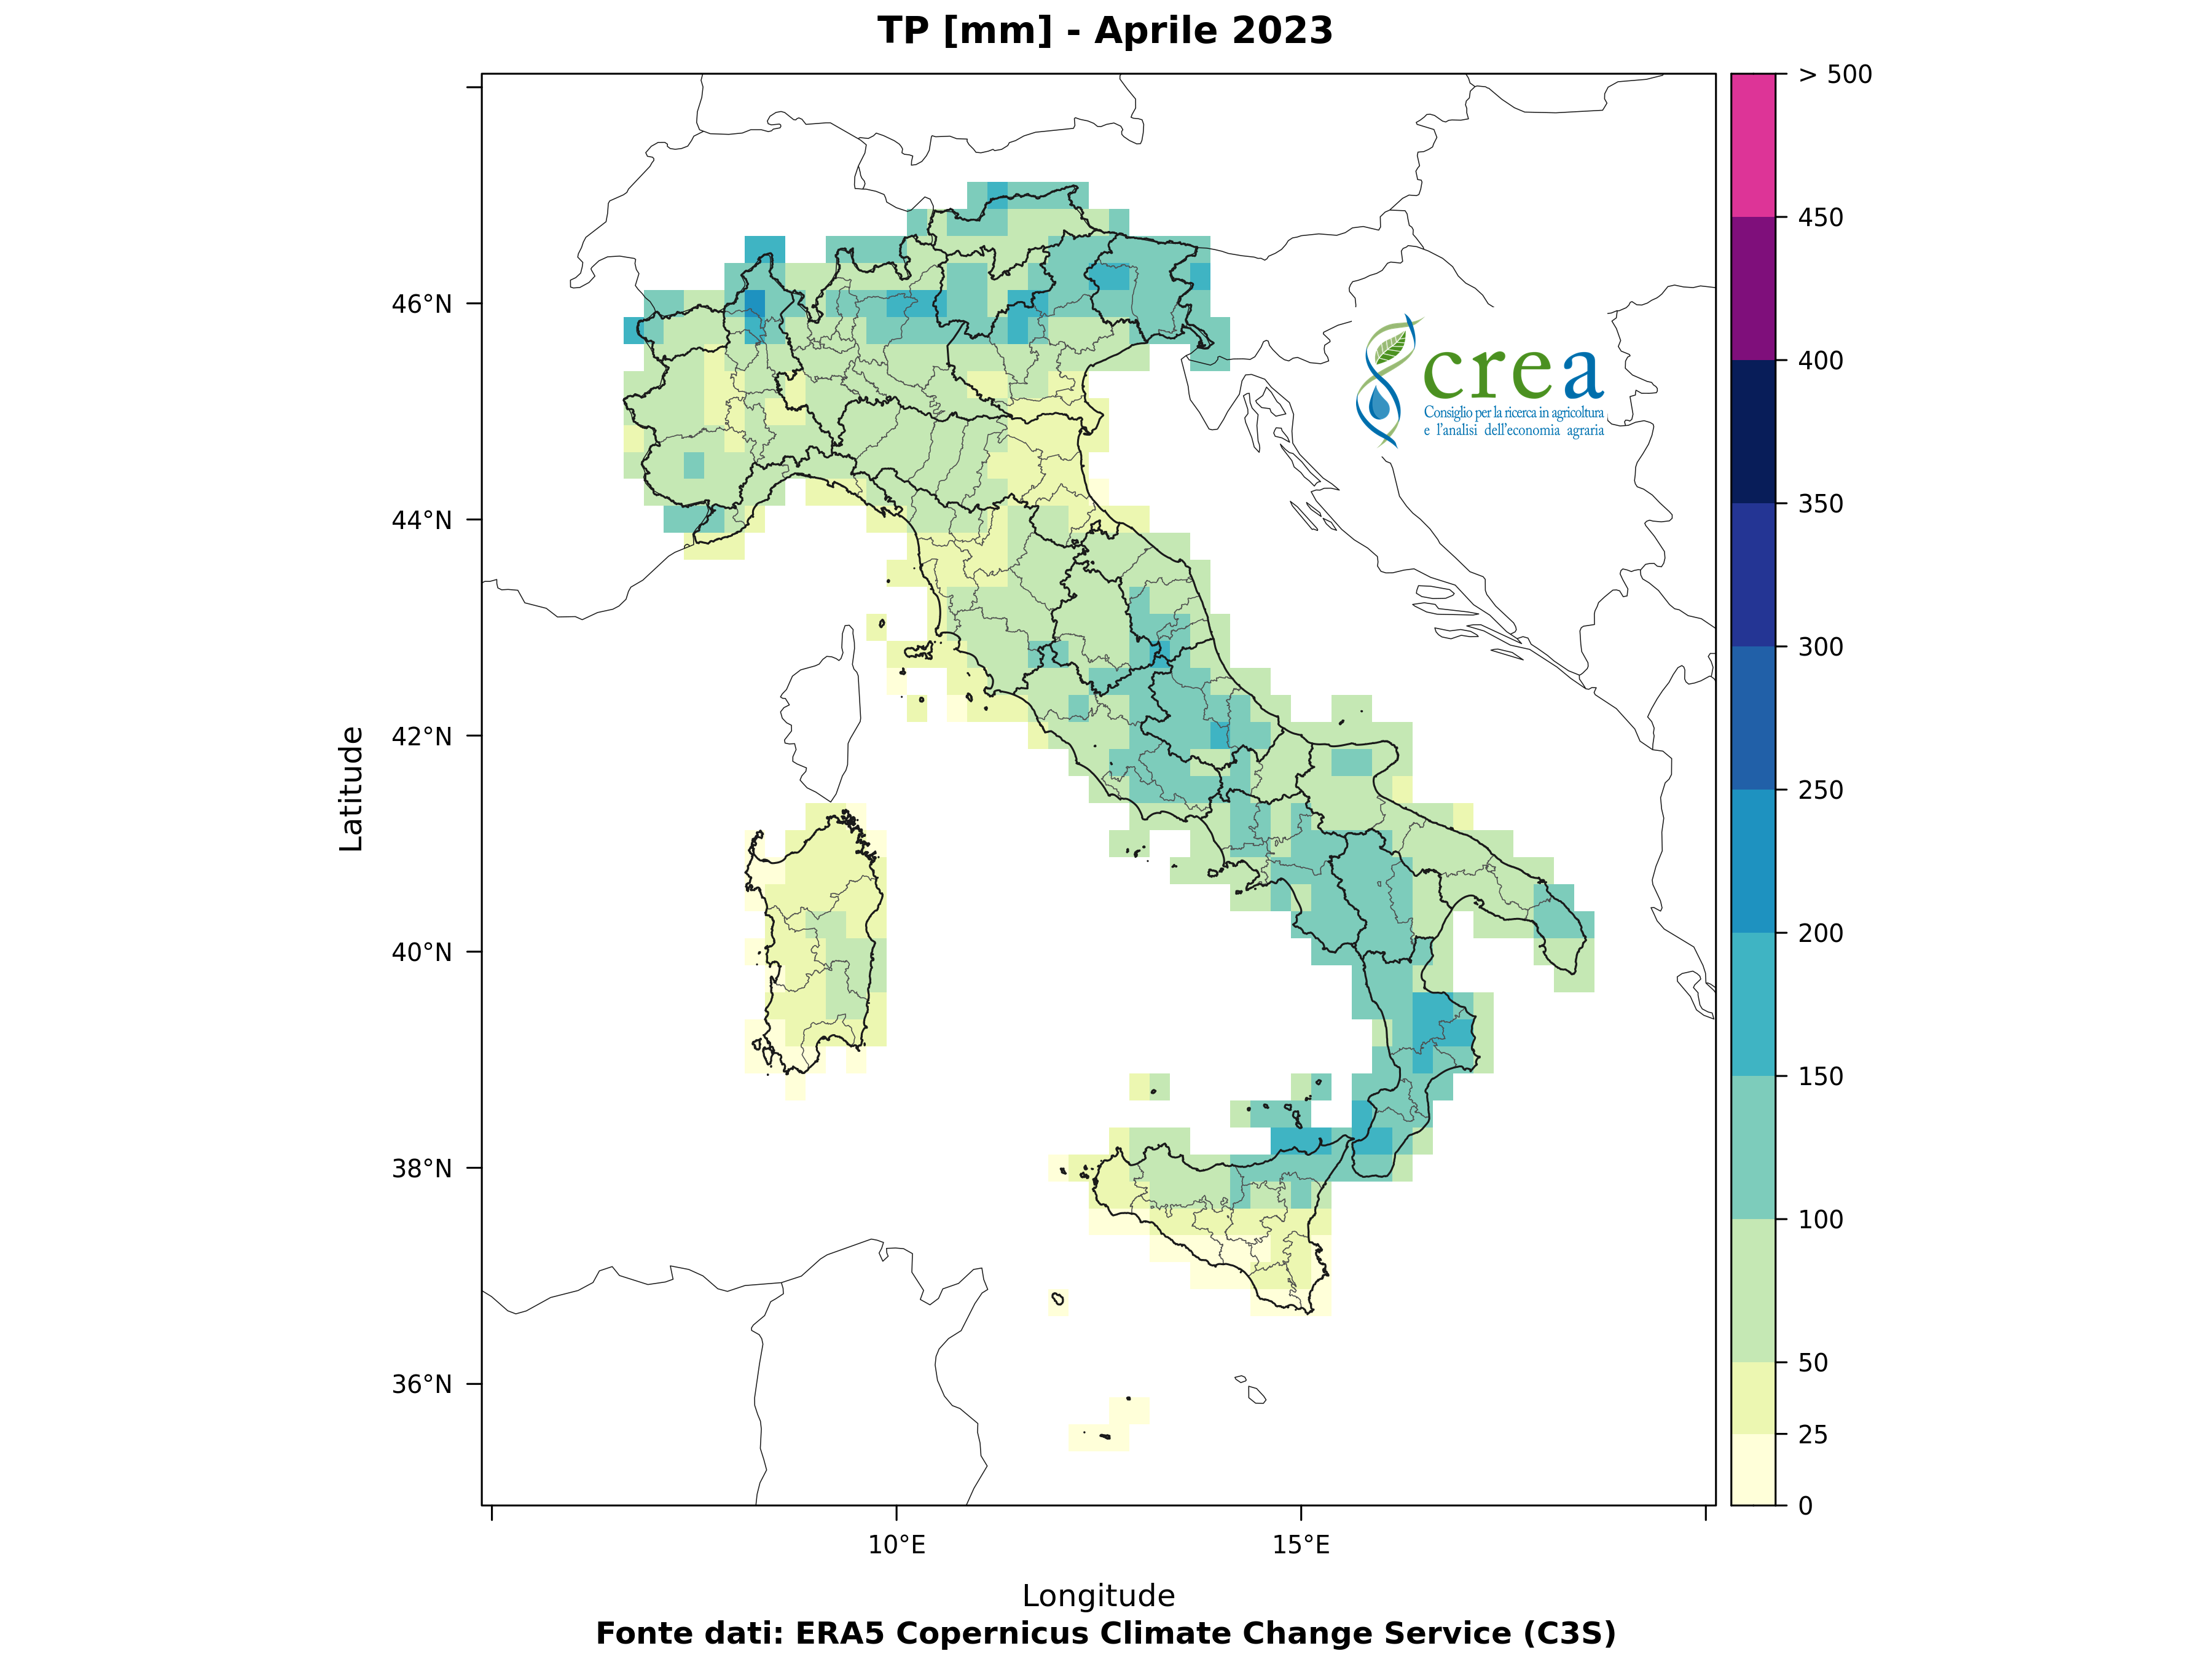 TP [mm] - Aprile 2023
> 500
450
400
350
300
250
200
150
100
50
25
0
46°N
44°N
42°N
40°N
38°N
36°N
Latitude
crea
Consiglio per la ricerca in agricoltura
e l'analisi dell'economia agraria
10°E
15°E
Longitude
Fonte dati: ERA5 Copernicus Climate Change Service (C3S)